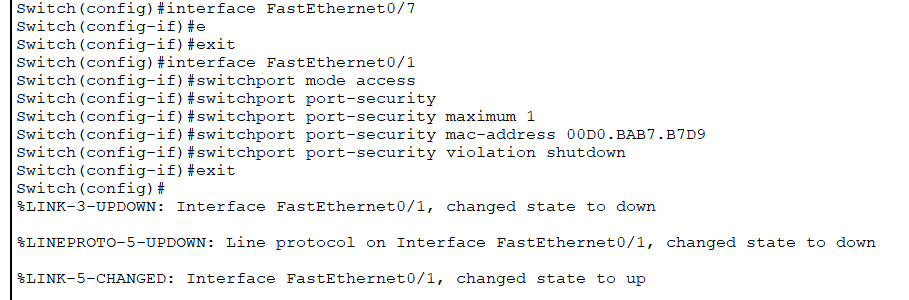 Switch(config)#interface FastEthernet0/7
Switch(config-if)#e
Switch(config-if)#exit
Switch(config)#interface FastEthernet0/1
Switch(config-if)#switchport mode access
Switch(config-if)#switchport port-security
Switch(config-if)#switchport port-security maximum 1
Switch(config-if)#switchport port-security mac-address 00D0.BAB7.B7D9
Switch(config-if)#switchport port-security violation shutdown
Switch(config-if)#exit
Switch(config)#
%LINK-3-UPDOWN: Interface FastEthernet0/1, changed state to down
%LINEPROTO-5-UPDOWN: Line protocol on Interface FastEthernet0/1, changed state to down
%LINK-5-CHANGED: Interface FastEthernet0/1, changed state to up